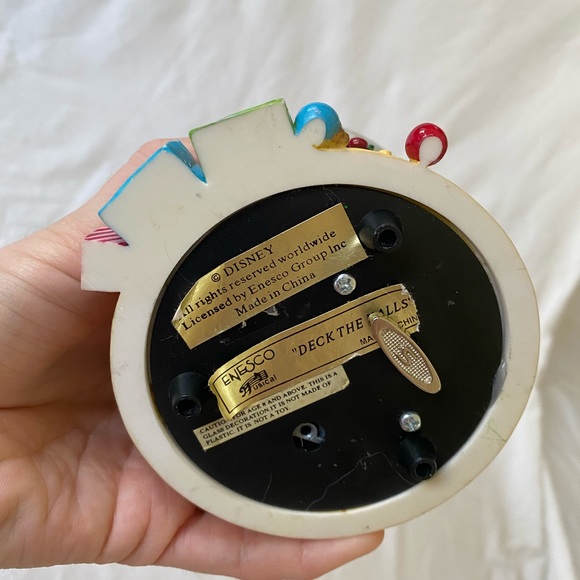 © DISNEY
All rights reserved worldwide
Licensed by Enesco Group Inc
Made in China
ENESCO
Musical
"DECK THE HALLS"
MADE CHIN
CAUTION FOR AGE 8 AND ABOVE. THIS IS A
GLASS DECORATION IT IS NOT MADE OF
PLASTIC. IT IS NOT A TOY.